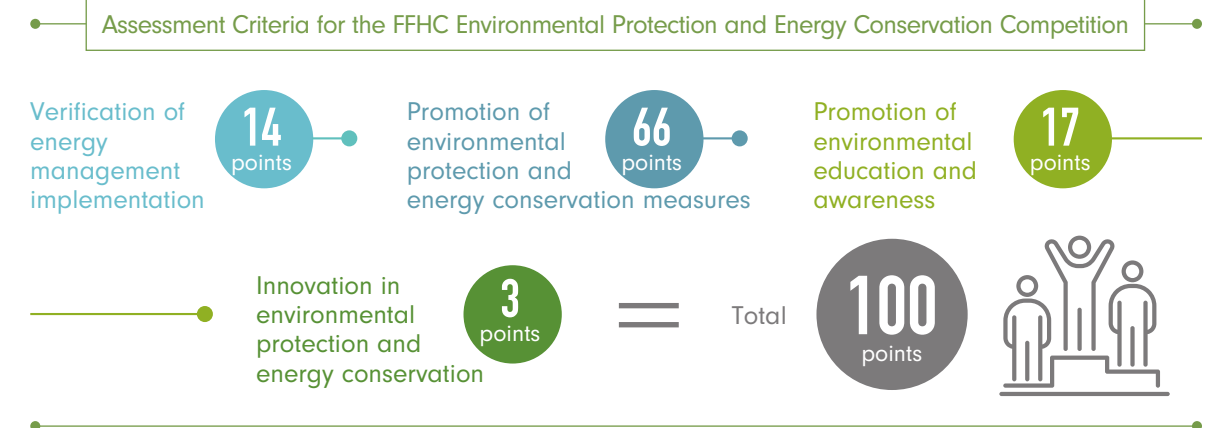 Assessment Criteria for the FFHC Environmental Protection and Energy Conservation Competition
Verification of
energy
management
implementation
14
points
Promotion of
environmental
protection and
energy conservation measures
66
points
Promotion of
environmental
education and
awareness
17
points
Innovation in
environmental
protection and
energy conservation
3
points
=
Total
100
points